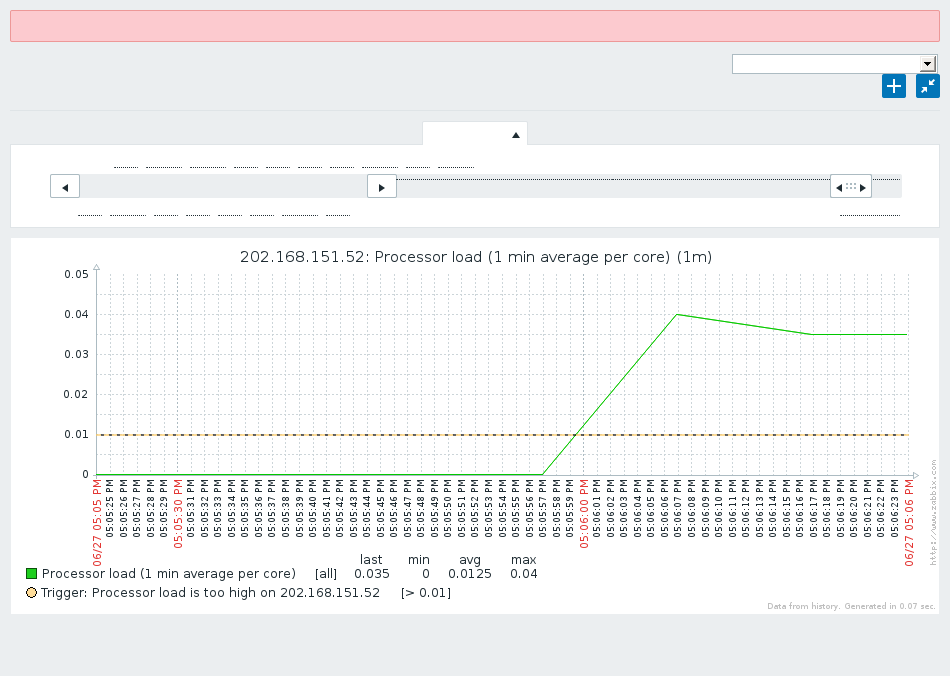 202.168.151.52: Processor load (1 min average per core) (1m)
0.05
0.04
0.03
0.02
0.01
0
06/27 05:05 PM
05:05:25 PM
05:05:26 PM
05:05:27 PM
05:05:28 PM
05:05:29 PM
05:05:30 PM
05:05:31 PM
05:05:32 PM
05:05:33 PM
05:05:34 PM
05:05:35 PM
05:05:36 PM
05:05:37 PM
05:05:38 PM
05:05:39 PM
05:05:40 PM
05:05:41 PM
05:05:42 PM
05:05:43 PM
05:05:44 PM
05:05:45 PM
05:05:46 PM
05:05:47 PM
05:05:48 PM
05:05:49 PM
05:05:50 PM
05:05:51 PM
05:05:52 PM
05:05:53 PM
05:05:54 PM
05:05:55 PM
05:05:56 PM
05:05:57 PM
05:05:58 PM
05:05:59 PM
05:06:00 PM
05:06:01 PM
05:06:02 PM
05:06:03 PM
05:06:04 PM
05:06:05 PM
05:06:06 PM
05:06:07 PM
05:06:08 PM
05:06:09 PM
05:06:10 PM
05:06:11 PM
05:06:12 PM
05:06:13 PM
05:06:14 PM
05:06:15 PM
05:06:16 PM
05:06:17 PM
05:06:18 PM
05:06:19 PM
05:06:20 PM
05:06:21 PM
05:06:22 PM
05:06:23 PM
06/27 05:06 PM
http://www.zabbix.com
last min avg max
Processor load (1 min average per core) [all] 0.035 0 0.0125 0.04
Trigger: Processor load is too high on 202.168.151.52 [> 0.01]
Data from history. Generated in 0.07 sec.